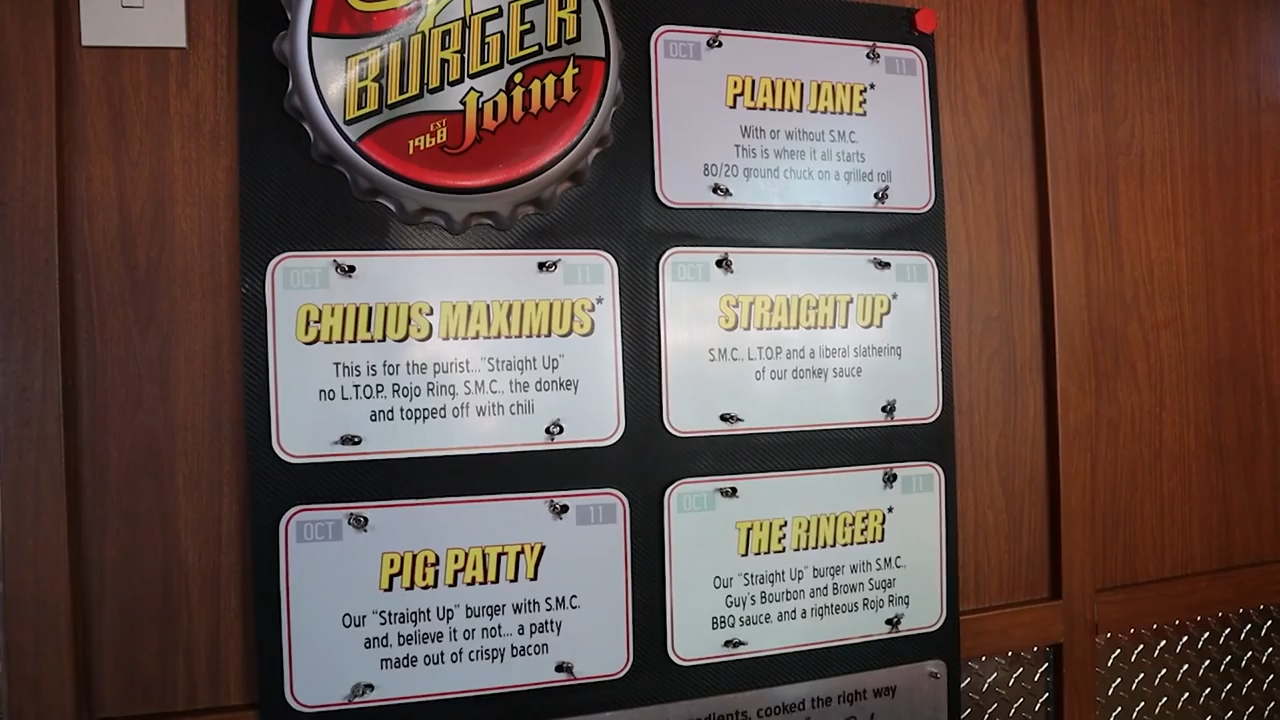 BURGER
Joint
EST
1968
OCT 11
PLAIN JANE*
With or without S.M.C.
This is where it all starts
80/20 ground chuck on a grilled roll
OCT 11
CHILIUS MAXIMUS*
This is for the purist..."Straight Up"
no L.T.O.P., Rojo Ring, S.M.C., the donkey
and topped off with chili
OCT 11
STRAIGHT UP*
S.M.C., L.T.O.P. and a liberal slathering
of our donkey sauce
OCT 11
PIG PATTY
Our "Straight Up" burger with S.M.C.
and, believe it or not... a patty
made out of crispy bacon
OCT 11
THE RINGER*
Our "Straight Up" burger with S.M.C.,
Guy's Bourbon and Brown Sugar
BBQ sauce, and a righteous Rojo Ring
cooked the right way